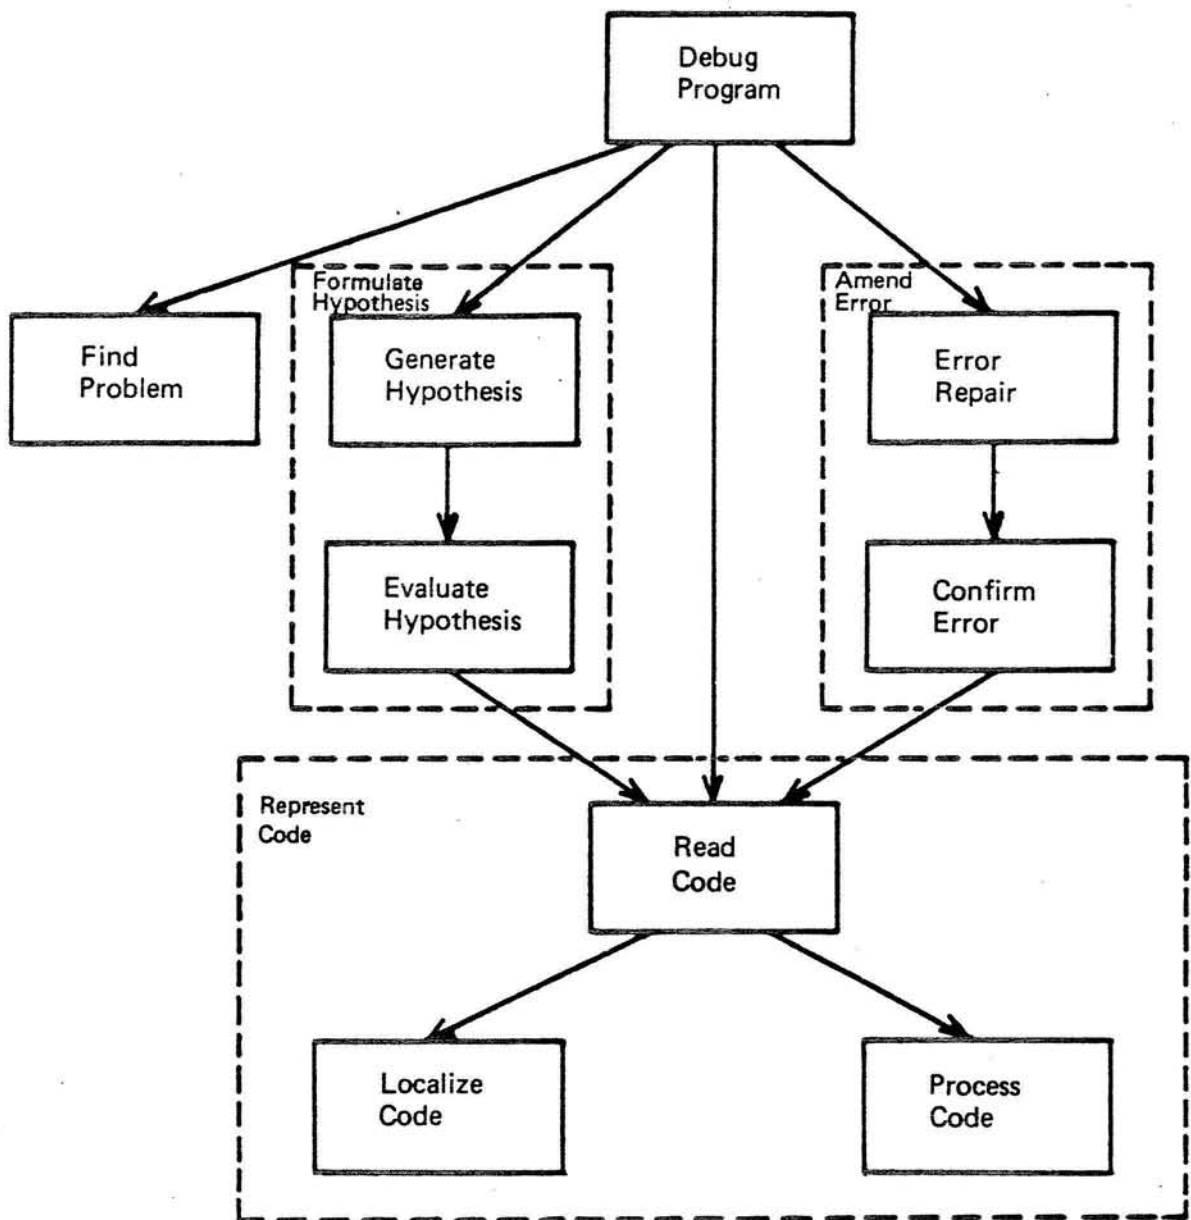 Debug
Program
Formulate
Hypothesis
Amend
Error
Find
Problem
Generate
Hypothesis
Error
Repair
Evaluate
Hypothesis
Confirm
Error
Represent
Code
Read
Code
Localize
Code
Process
Code